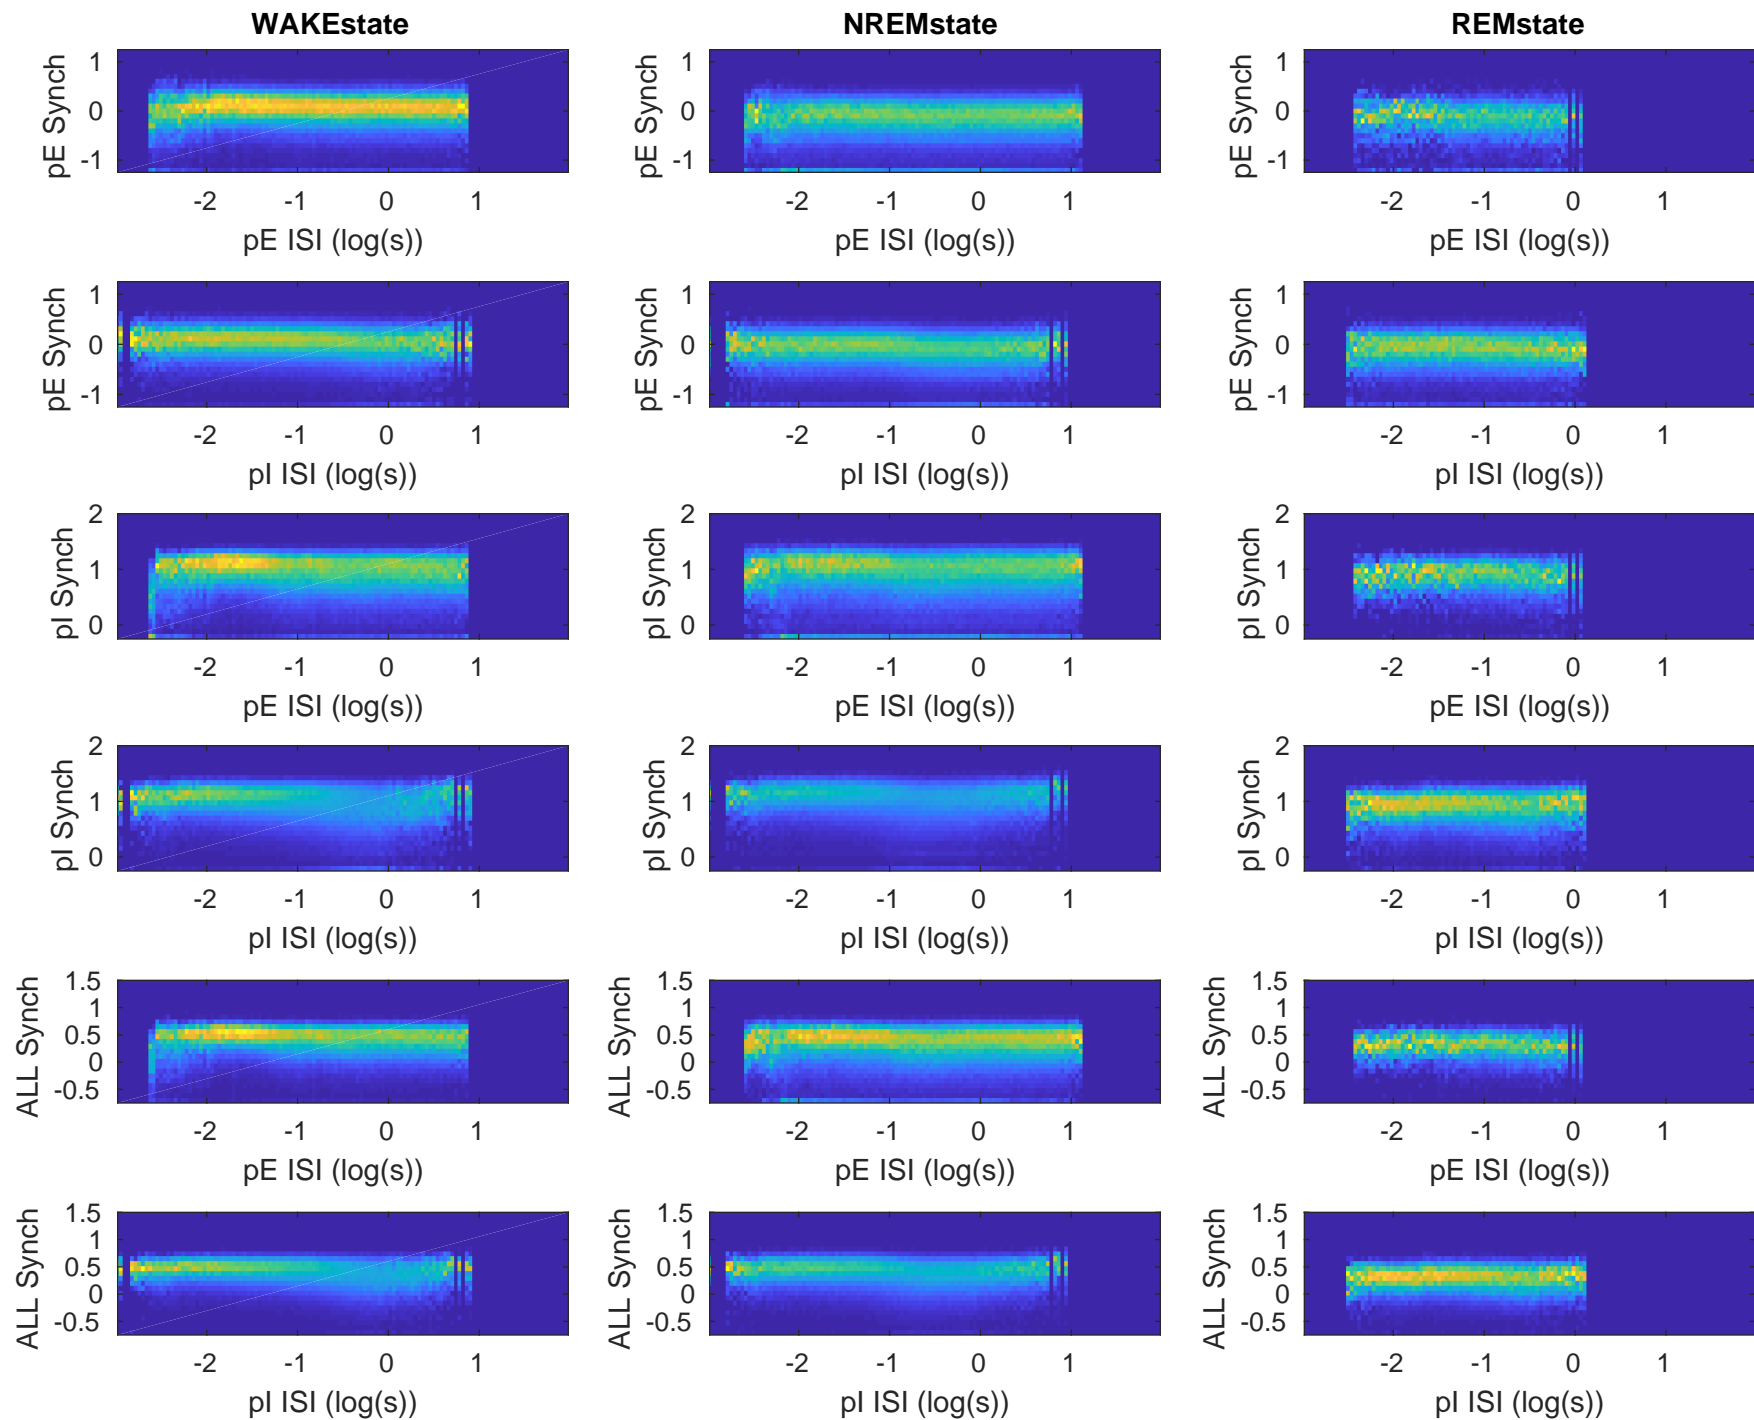 WAKEstate NREMstate REMstate
1 1 1
pE Synch pE Synch pE Synch
0 0 0
-1 -1 -1
-2 -1 0 1 -2 -1 0 1 -2 -1 0 1
pE ISI (log(s)) pE ISI (log(s)) pE ISI (log(s))
1 1 1
pE Synch pE Synch pE Synch
0 0 0
-1 -1 -1
-2 -1 0 1 -2 -1 0 1 -2 -1 0 1
pI ISI (log(s)) pI ISI (log(s)) pI ISI (log(s))
2 2 2
pI Synch pI Synch pI Synch
1 1 1
0 0 0
-2 -1 0 1 -2 -1 0 1 -2 -1 0 1
pE ISI (log(s)) pE ISI (log(s)) pE ISI (log(s))
2 2 2
pI Synch pI Synch pI Synch
1 1 1
0 0 0
-2 -1 0 1 -2 -1 0 1 -2 -1 0 1
pI ISI (log(s)) pI ISI (log(s)) pI ISI (log(s))
1.5 1.5 1.5
1 1 1
ALL Synch ALL Synch ALL Synch
0.5 0.5 0.5
0 0 0
-0.5 -0.5 -0.5
-2 -1 0 1 -2 -1 0 1 -2 -1 0 1
pE ISI (log(s)) pE ISI (log(s)) pE ISI (log(s))
1.5 1.5 1.5
1 1 1
ALL Synch ALL Synch ALL Synch
0.5 0.5 0.5
0 0 0
-0.5 -0.5 -0.5
-2 -1 0 1 -2 -1 0 1 -2 -1 0 1
pI ISI (log(s)) pI ISI (log(s)) pI ISI (log(s))